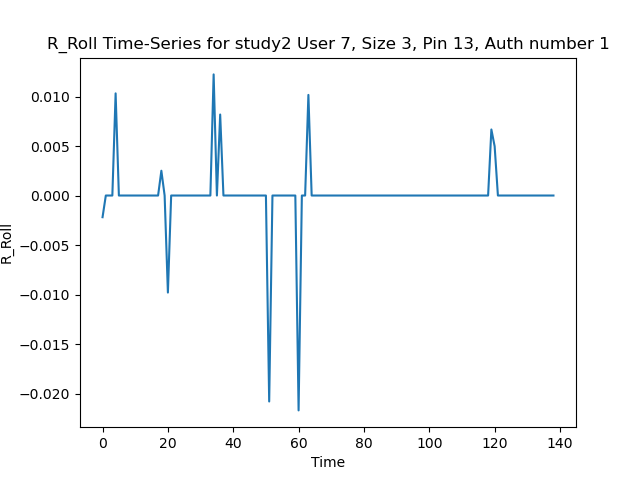 R_Roll Time-Series for study2 User 7, Size 3, Pin 13, Auth number 1
0.010
0.005
0.000
−0.005
−0.010
−0.015
−0.020
R_Roll
0 20 40 60 80 100 120 140
Time